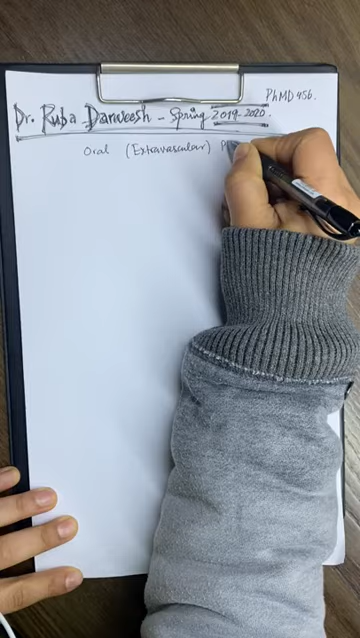 PhMD 456.
Dr. Ruba Darweesh - Spring 2019-2020.
Oral (Extravascular) P